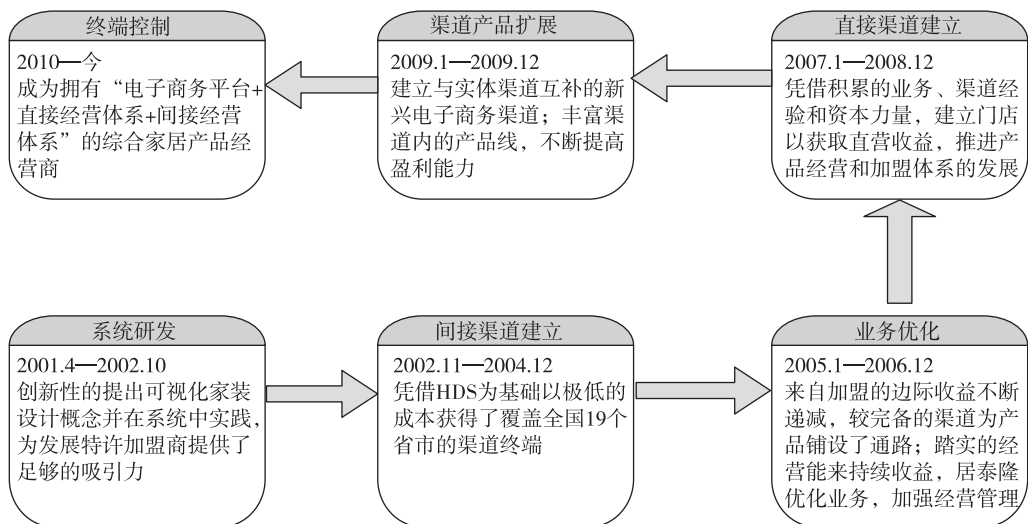 终端控制
2010—今
成为拥有“电子商务平台+
直接经营体系+间接经营
体系”的综合家居产品经
营商
渠道产品扩展
2009.1—2009.12
建立与实体渠道互补的新
兴电子商务渠道；丰富渠
道内的产品线，不断提高
盈利能力
直接渠道建立
2007.1—2008.12
凭借积累的业务、渠道经
验和资本力量，建立门店
以获取直营收益，推进产
品经营和加盟体系的发展
系统研发
2001.4—2002.10
创新性的提出可视化家装
设计概念并在系统中实践，
为发展特许加盟商提供了
足够的吸引力
间接渠道建立
2002.11—2004.12
凭借HDS为基础以极低的
成本获得了覆盖全国19个
省市的渠道终端
业务优化
2005.1—2006.12
来自加盟的边际收益不断
递减，较完备的渠道为产
品铺设了通路；踏实的经
营能来持续收益，居泰隆
优化业务，加强经营管理